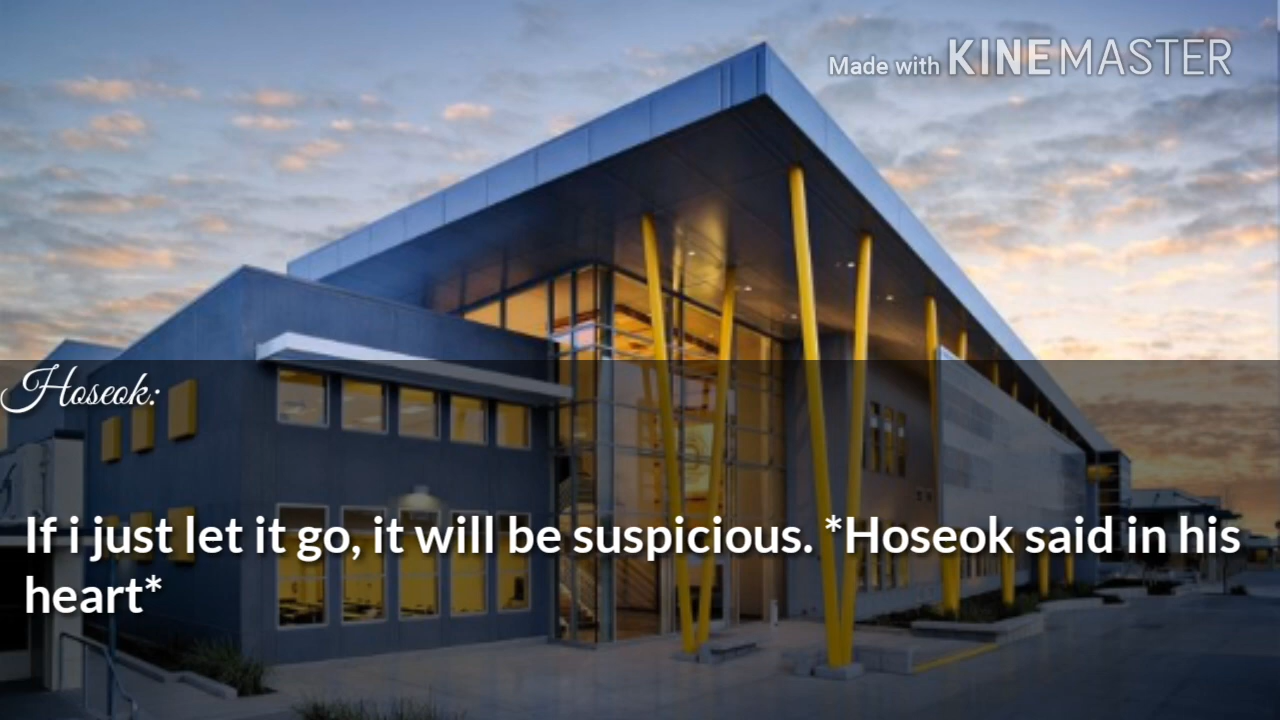 Made with KINEMASTER
Hoseok:
If i just let it go, it will be suspicious. *Hoseok said in his
heart*